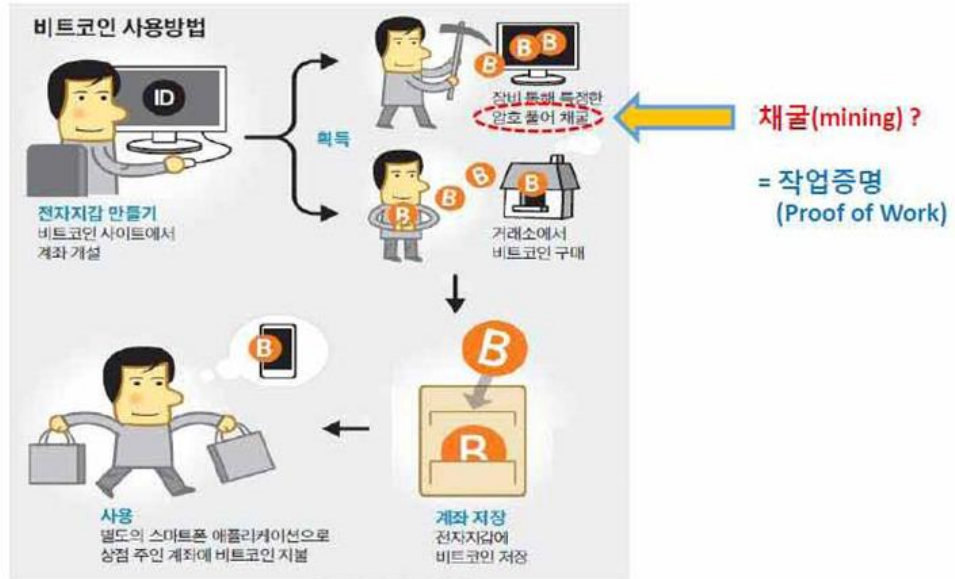 비트코인 사용방법
ID
B
B
B
장비 통해 특정한
암호 풀어 채굴
채굴(mining) ?
= 작업증명
(Proof of Work)
획득
B
B
B
B
전자지갑 만들기
비트코인 사이트에서
계좌 개설
거래소에서
비트코인 구매
B
B
B
사용
별도의 스마트폰 애플리케이션으로
상점 주인 계좌에 비트코인 지불
계좌 저장
전자지갑에
비트코인 저장